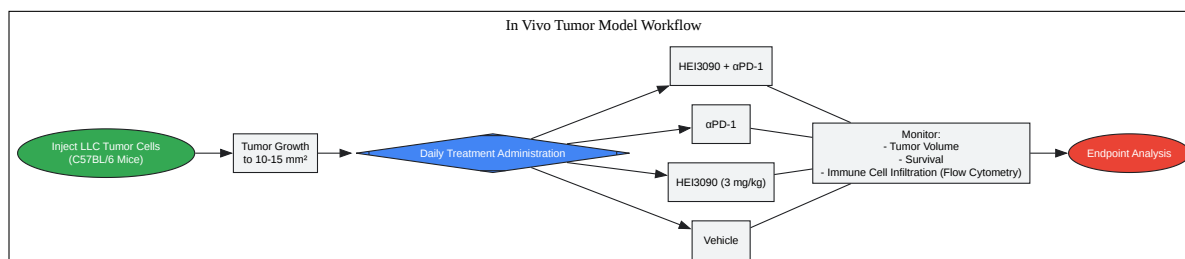 In Vivo Tumor Model Workflow
Inject LLC Tumor Cells
(C57BL/6 Mice)
Tumor Growth
to 10-15 mm²
Daily Treatment Administration
HEI3090 + αPD-1
αPD-1
HEI3090 (3 mg/kg)
Vehicle
Monitor:
- Tumor Volume
- Survival
- Immune Cell Infiltration (Flow Cytometry)
Endpoint Analysis